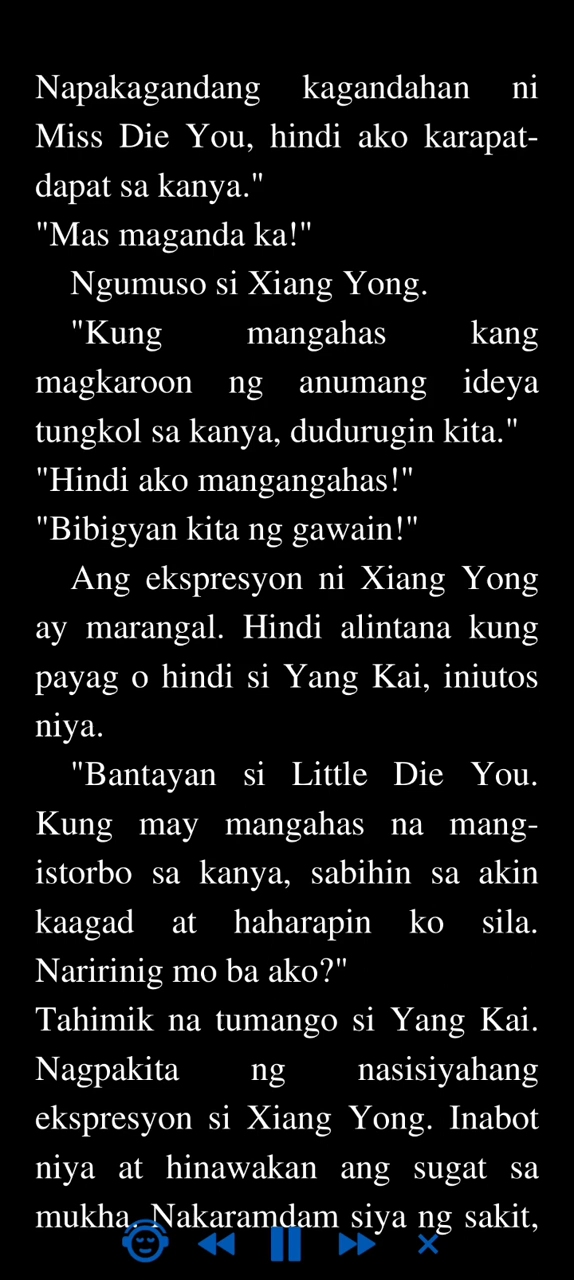 Napakagandang kagandahan ni
Miss Die You, hindi ako karapat-
dapat sa kanya."
"Mas maganda ka!"
Ngumuso si Xiang Yong.
"Kung mangahas kang
magkaroon ng anumang ideya
tungkol sa kanya, dudurugin kita."
"Hindi ako mangangahas!"
"Bibigyan kita ng gawain!"
Ang ekspresyon ni Xiang Yong
ay marangal. Hindi alintana kung
payag o hindi si Yang Kai, iniutos
niya.
"Bantayan si Little Die You.
Kung may mangahas na mang-
istorbo sa kanya, sabihin sa akin
kaagad at haharapin ko sila.
Naririnig mo ba ako?"
Tahimik na tumango si Yang Kai.
Nagpakita ng nasisiyahang
ekspresyon si Xiang Yong. Inabot
niya at hinawakan ang sugat sa
mukha. Nakaramdam siya ng sakit,